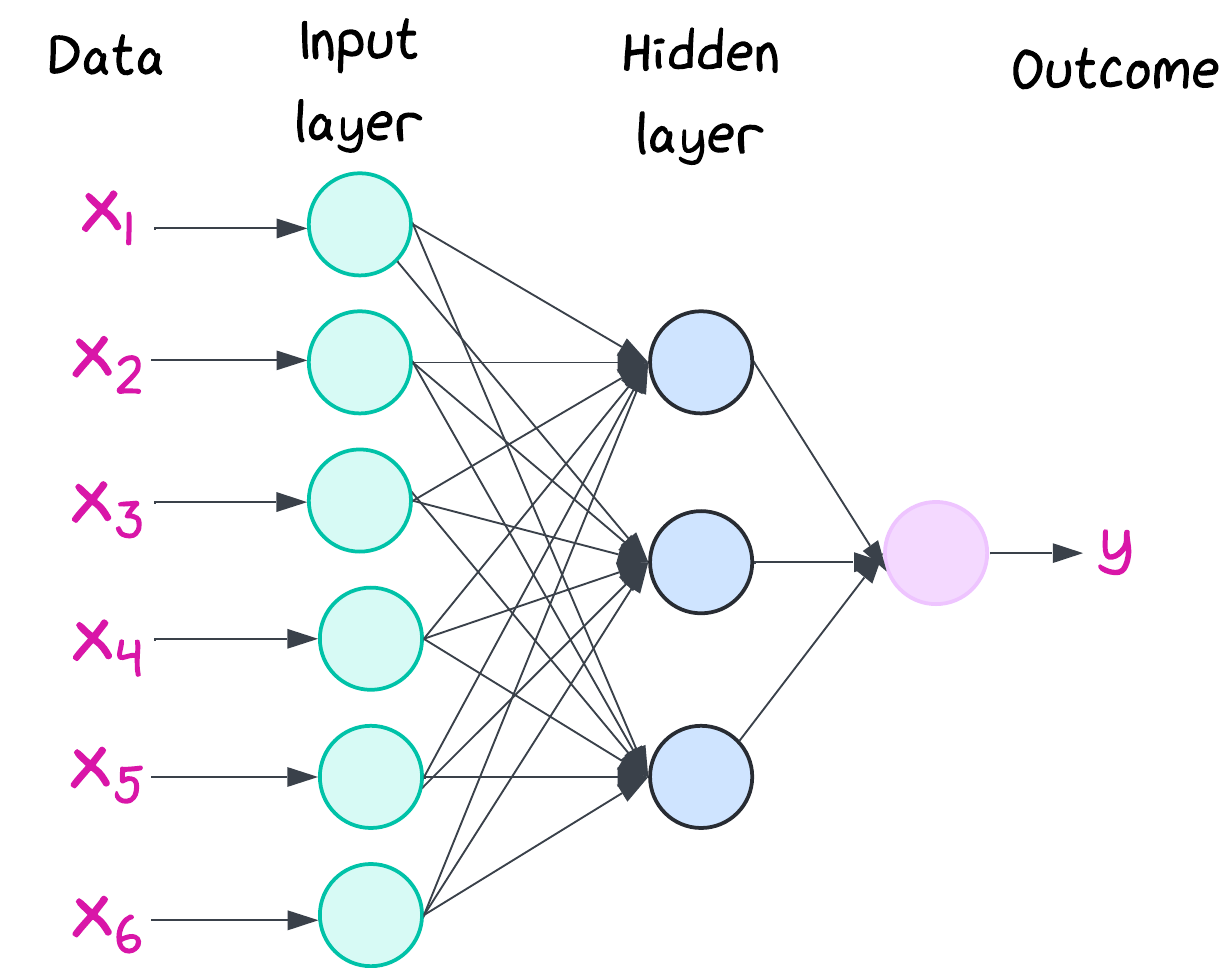 Data
Input
layer
Hidden
layer
Outcome
x1
x2
x3
x4
x5
x6
y